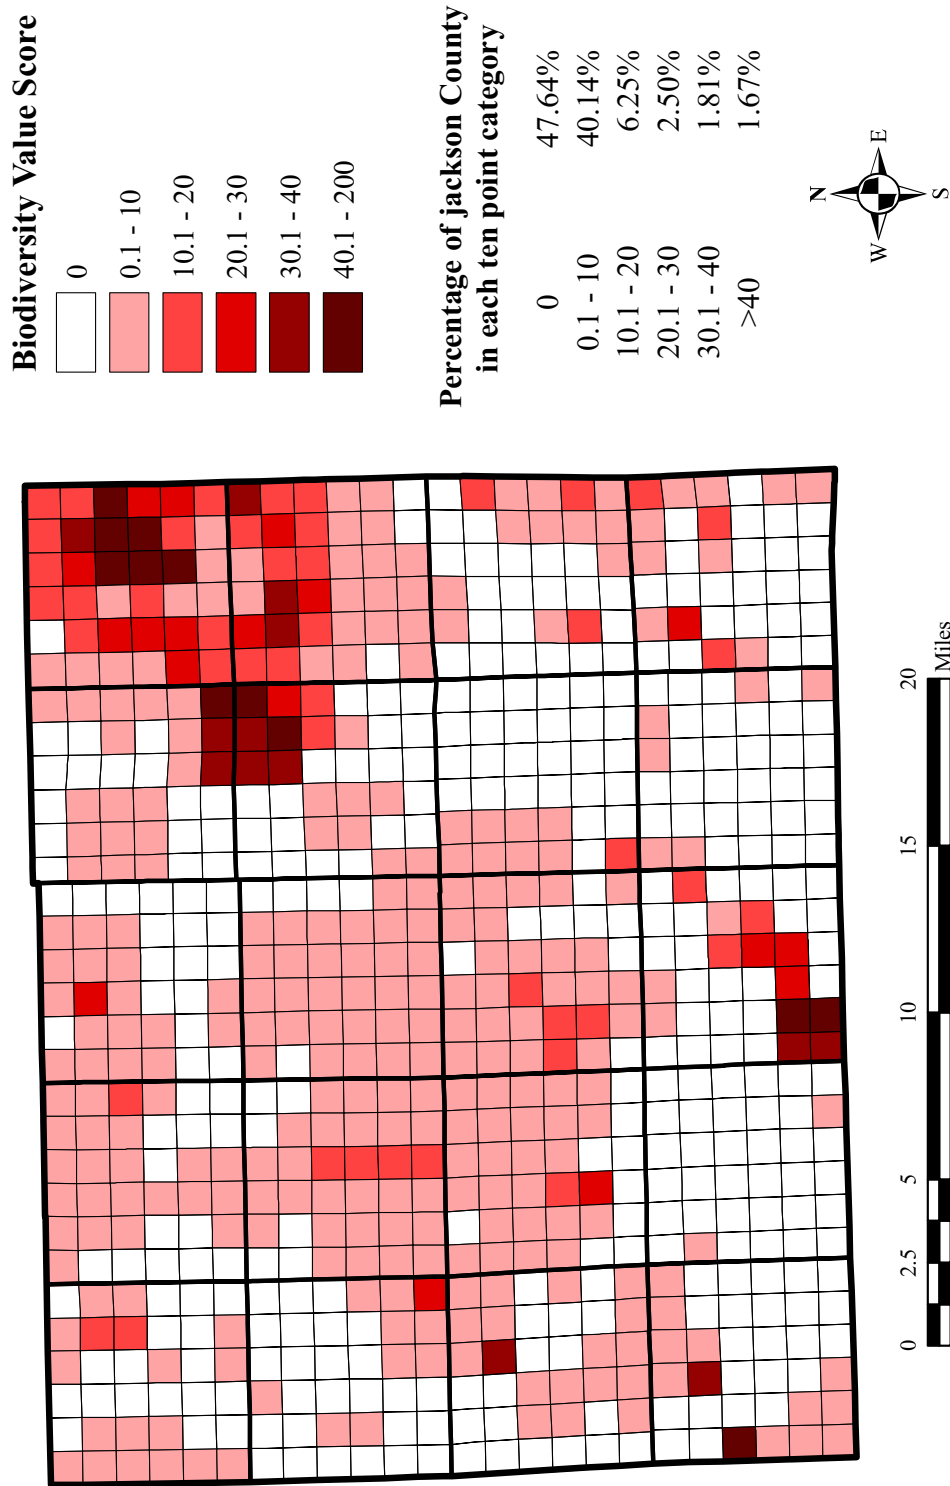 Biodiversity Value Score
0
0.1 - 10
10.1 - 20
20.1 - 30
30.1 - 40
40.1 - 200
Percentage of jackson County
in each ten point category
0 47.64%
0.1 - 10 40.14%
10.1 - 20 6.25%
20.1 - 30 2.50%
30.1 - 40 1.81%
>40 1.67%
N
W E
S
0 2.5 5 10 15 20
Miles